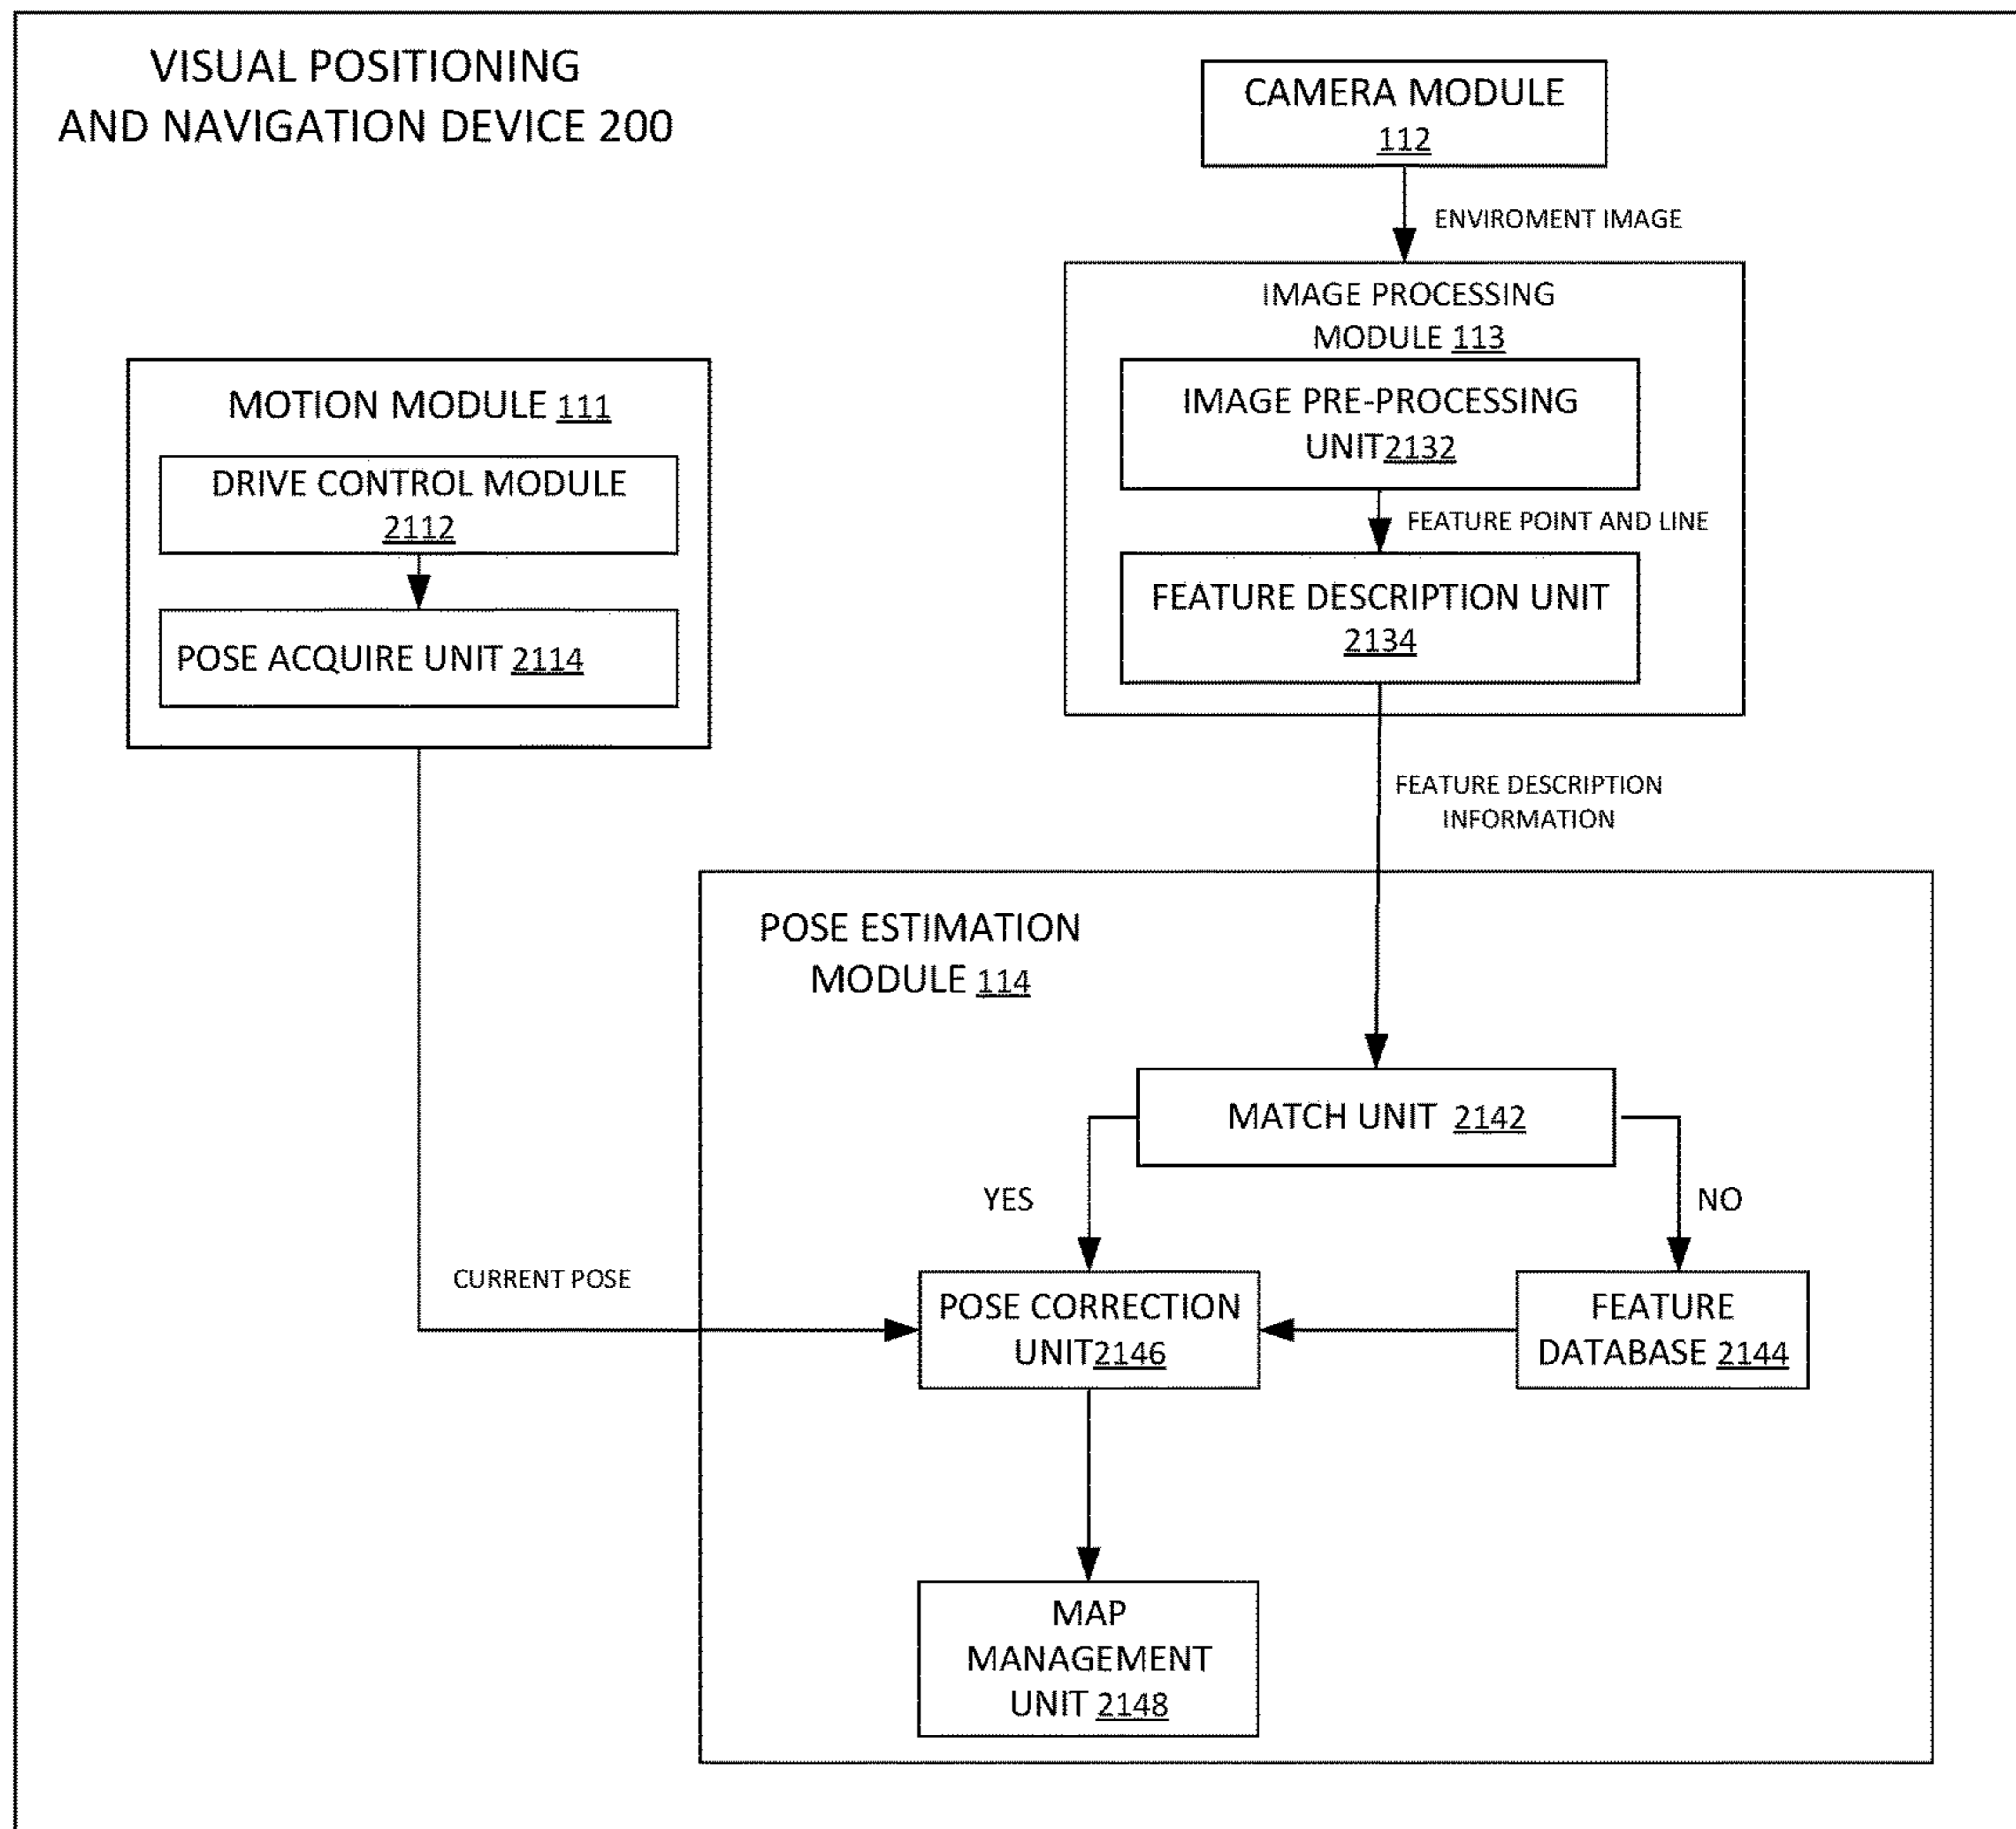 VISUAL POSITIONING
AND NAVIGATION DEVICE 200
CAMERA MODULE
112
ENVIROMENT IMAGE
IMAGE PROCESSING
MODULE 113
IMAGE PRE-PROCESSING
UNIT2132
FEATURE POINT AND LINE
FEATURE DESCRIPTION UNIT
2134
MOTION MODULE 111
DRIVE CONTROL MODULE
2112
POSE ACQUIRE UNIT 2114
FEATURE DESCRIPTION
INFORMATION
POSE ESTIMATION
MODULE 114
MATCH UNIT 2142
YES
NO
CURRENT POSE
POSE CORRECTION
UNIT2146
FEATURE
DATABASE 2144
MAP
MANAGEMENT
UNIT 2148